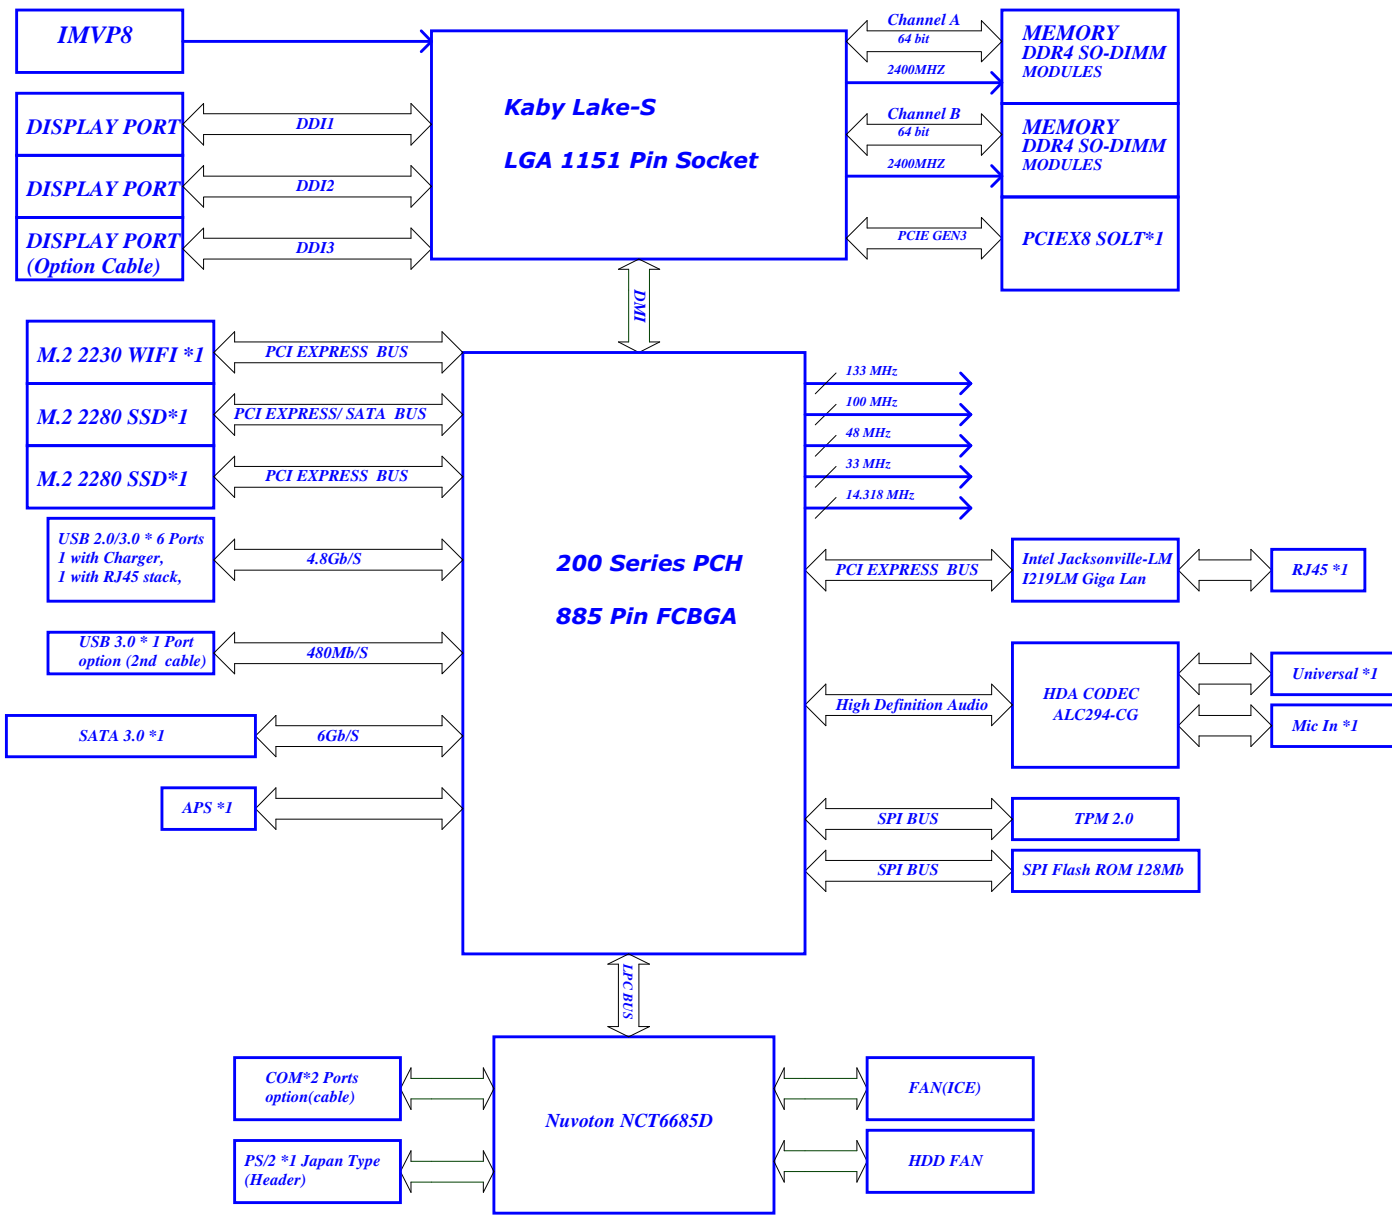 IMVP8
DISPLAY PORT
DDI1
DISPLAY PORT
DDI2
DISPLAY PORT
(Option Cable)
DDI3
Kaby Lake-S
LGA 1151 Pin Socket
Channel A
64 bit
2400MHZ
MEMORY
DDR4 SO-DIMM
MODULES
Channel B
64 bit
2400MHZ
MEMORY
DDR4 SO-DIMM
MODULES
PCIE GEN3
PCIEX8 SOLT*1
DMI
M.2 2230 WIFI *1
PCI EXPRESS BUS
M.2 2280 SSD*1
PCI EXPRESS/ SATA BUS
M.2 2280 SSD*1
PCI EXPRESS BUS
USB 2.0/3.0 * 6 Ports
1 with Charger,
1 with RJ45 stack,
4.8Gb/S
USB 3.0 * 1 Port
option (2nd cable)
480Mb/S
SATA 3.0 *1
6Gb/S
APS *1
200 Series PCH
885 Pin FCBGA
133 MHz
100 MHz
48 MHz
33 MHz
14.318 MHz
PCI EXPRESS BUS
Intel Jacksonville-LM
I219LM Giga Lan
RJ45 *1
High Definition Audio
HDA CODEC
ALC294-CG
Universal *1
Mic In *1
SPI BUS
TPM 2.0
SPI BUS
SPI Flash ROM 128Mb
LPC BUS
COM*2 Ports
option(cable)
PS/2 *1 Japan Type
(Header)
Nuvoton NCT6685D
FAN(ICE)
HDD FAN